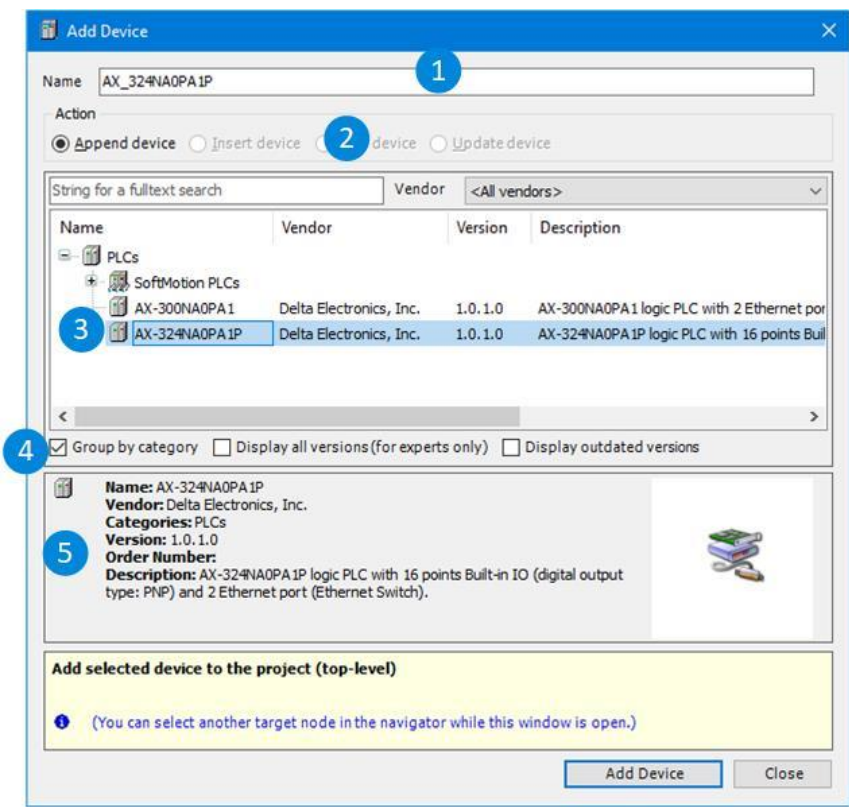 Add Device
1
Name AX_324NA0PA1P
Action
Append device Insert device 2 device Update device
String for a fulltext search Vendor <All vendors>
Name Vendor Version Description
PLCs
SoftMotion PLCs
AX-300NA0PA1 Delta Electronics, Inc. 1.0.1.0 AX-300NA0PA1 logic PLC with 2 Ethernet por
3 AX-324NA0PA1P Delta Electronics, Inc. 1.0.1.0 AX-324NA0PA1P logic PLC with 16 points Buil
4 Group by category Display all versions (for experts only) Display outdated versions
Name: AX-324NA0PA1P
Vendor: Delta Electronics, Inc.
Categories: PLCs
Version: 1.0.1.0
5 Order Number:
Description: AX-324NA0PA1P logic PLC with 16 points Built-in IO (digital output
type: PNP) and 2 Ethernet port (Ethernet Switch).
Add selected device to the project (top-level)
(You can select another target node in the navigator while this window is open.)
Add Device Close